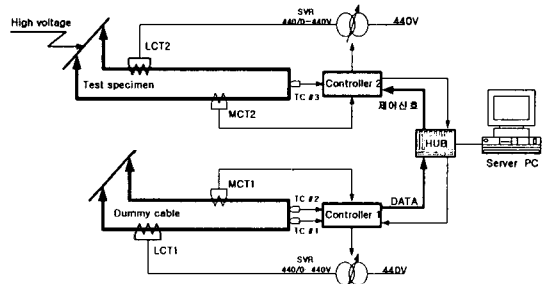 High voltage
LCT2
SVR
440/0-440V
440V
Test specimen
TC #3
Controller 2
MCT2
제어신호
HUB
Server PC
MCT1
DATA
Dummy cable
TC #2
TC #1
Controller 1
LCT1
SVR
440/0-440V
440V